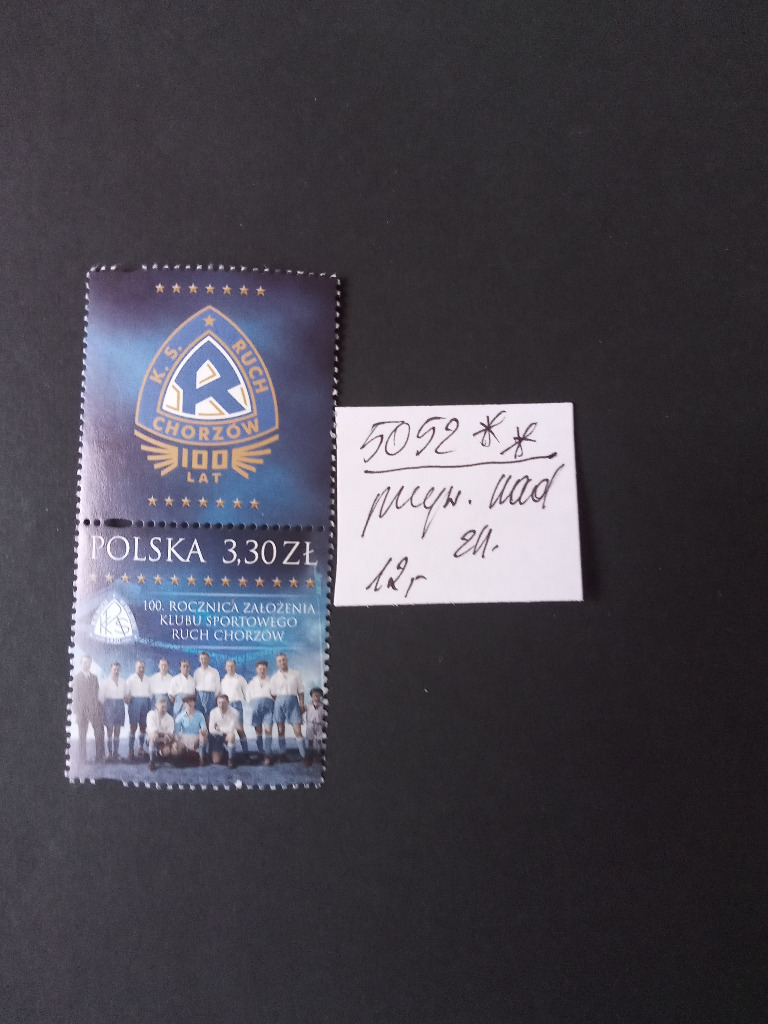 K. S. RUCH
R
CHORZÓW
100
LAT
POLSKA 3,30 ZŁ
100. ROCZNICA ZAŁOŻENIA
KLUBU SPORTOWEGO
RUCH CHORZÓW
5052 **
przyw. nad
zn.
12,-